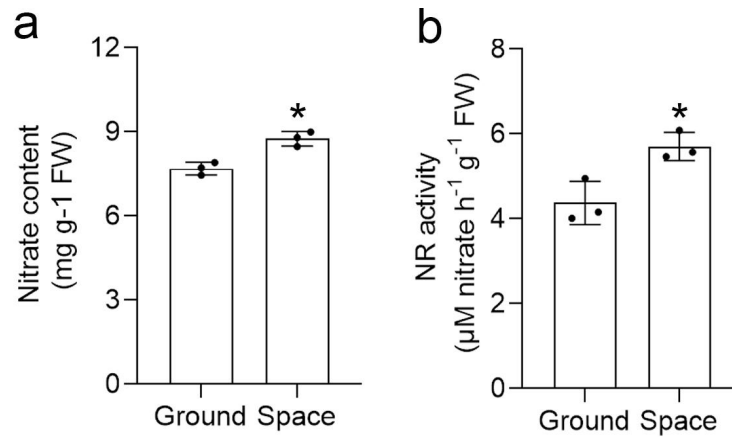 a
Nitrate content
(mg g-1 FW)
12
9
6
3
0
*
Ground Space
b
NR activity
(µM nitrate h⁻¹ g⁻¹ FW)
8
6
4
2
0
*
Ground Space